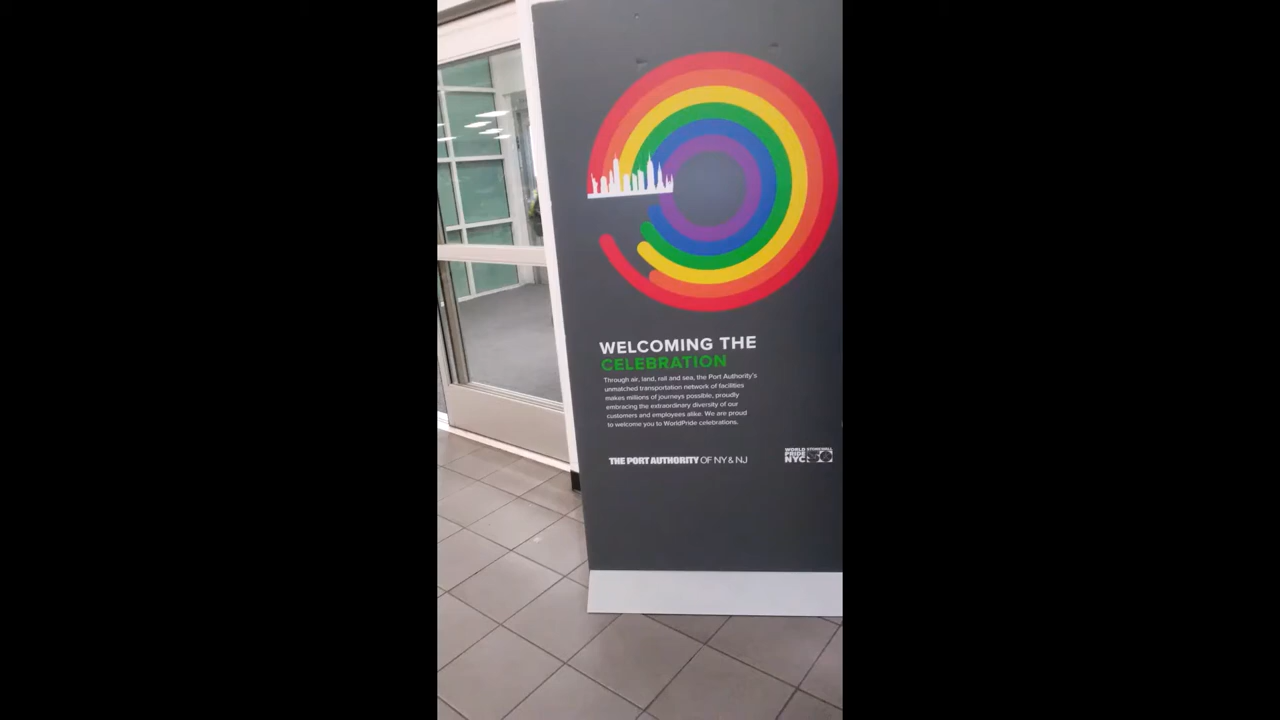 WELCOMING THE
CELEBRATION
Through air, land, rail and sea, the Port Authority's
unmatched transportation network of facilities
makes millions of journeys possible, proudly
embracing the extraordinary diversity of our
customers and employees alike. We are proud
to welcome you to WorldPride celebrations.
THE PORT AUTHORITY OF NY & NJ
WORLD STONEWALL
PRIDE 50
NYC